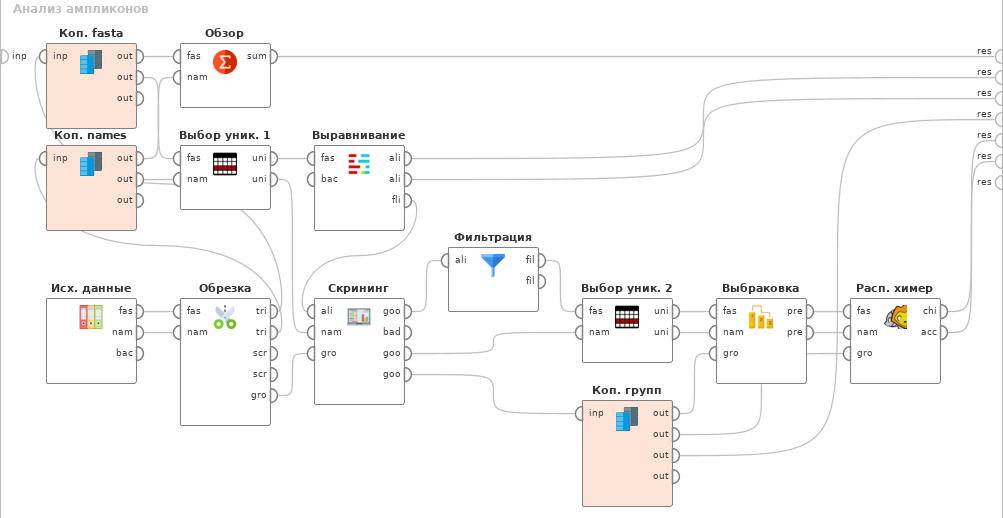 Анализ ампликонов
Коп. fasta
Обзор
inp
inp
out
fas
sum
res
out
nam
res
out
res
res
Коп. names
Выбор уник. 1
Выравнивание
res
inp
out
fas
uni
fas
ali
res
out
nam
uni
bac
ali
res
out
fli
Фильтрация
ali
fil
fil
Исх. данные
Обрезка
Скрининг
Выбор уник. 2
Выбраковка
Расп. химер
fas
fas
tri
ali
goo
fas
uni
fas
pre
fas
chi
nam
nam
tri
nam
bad
nam
uni
nam
pre
nam
acc
bac
scr
gro
goo
gro
gro
scr
goo
gro
Коп. групп
inp
out
out
out
out